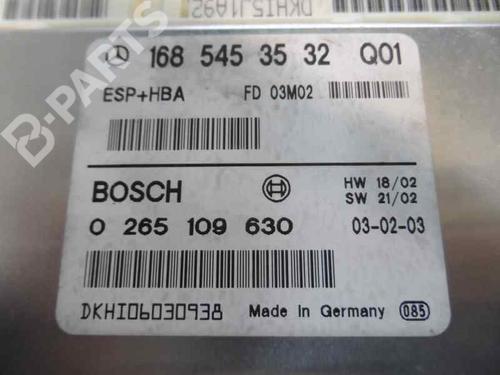 DKHI5J1A92
B-PARTS
168 545 35 32 Q01
ESP+HBA FD 03M02
BOSCH HW 18/02
SW 21/02
0 265 109 630 03-02-03
DKHI06030938 Made in Germany 085